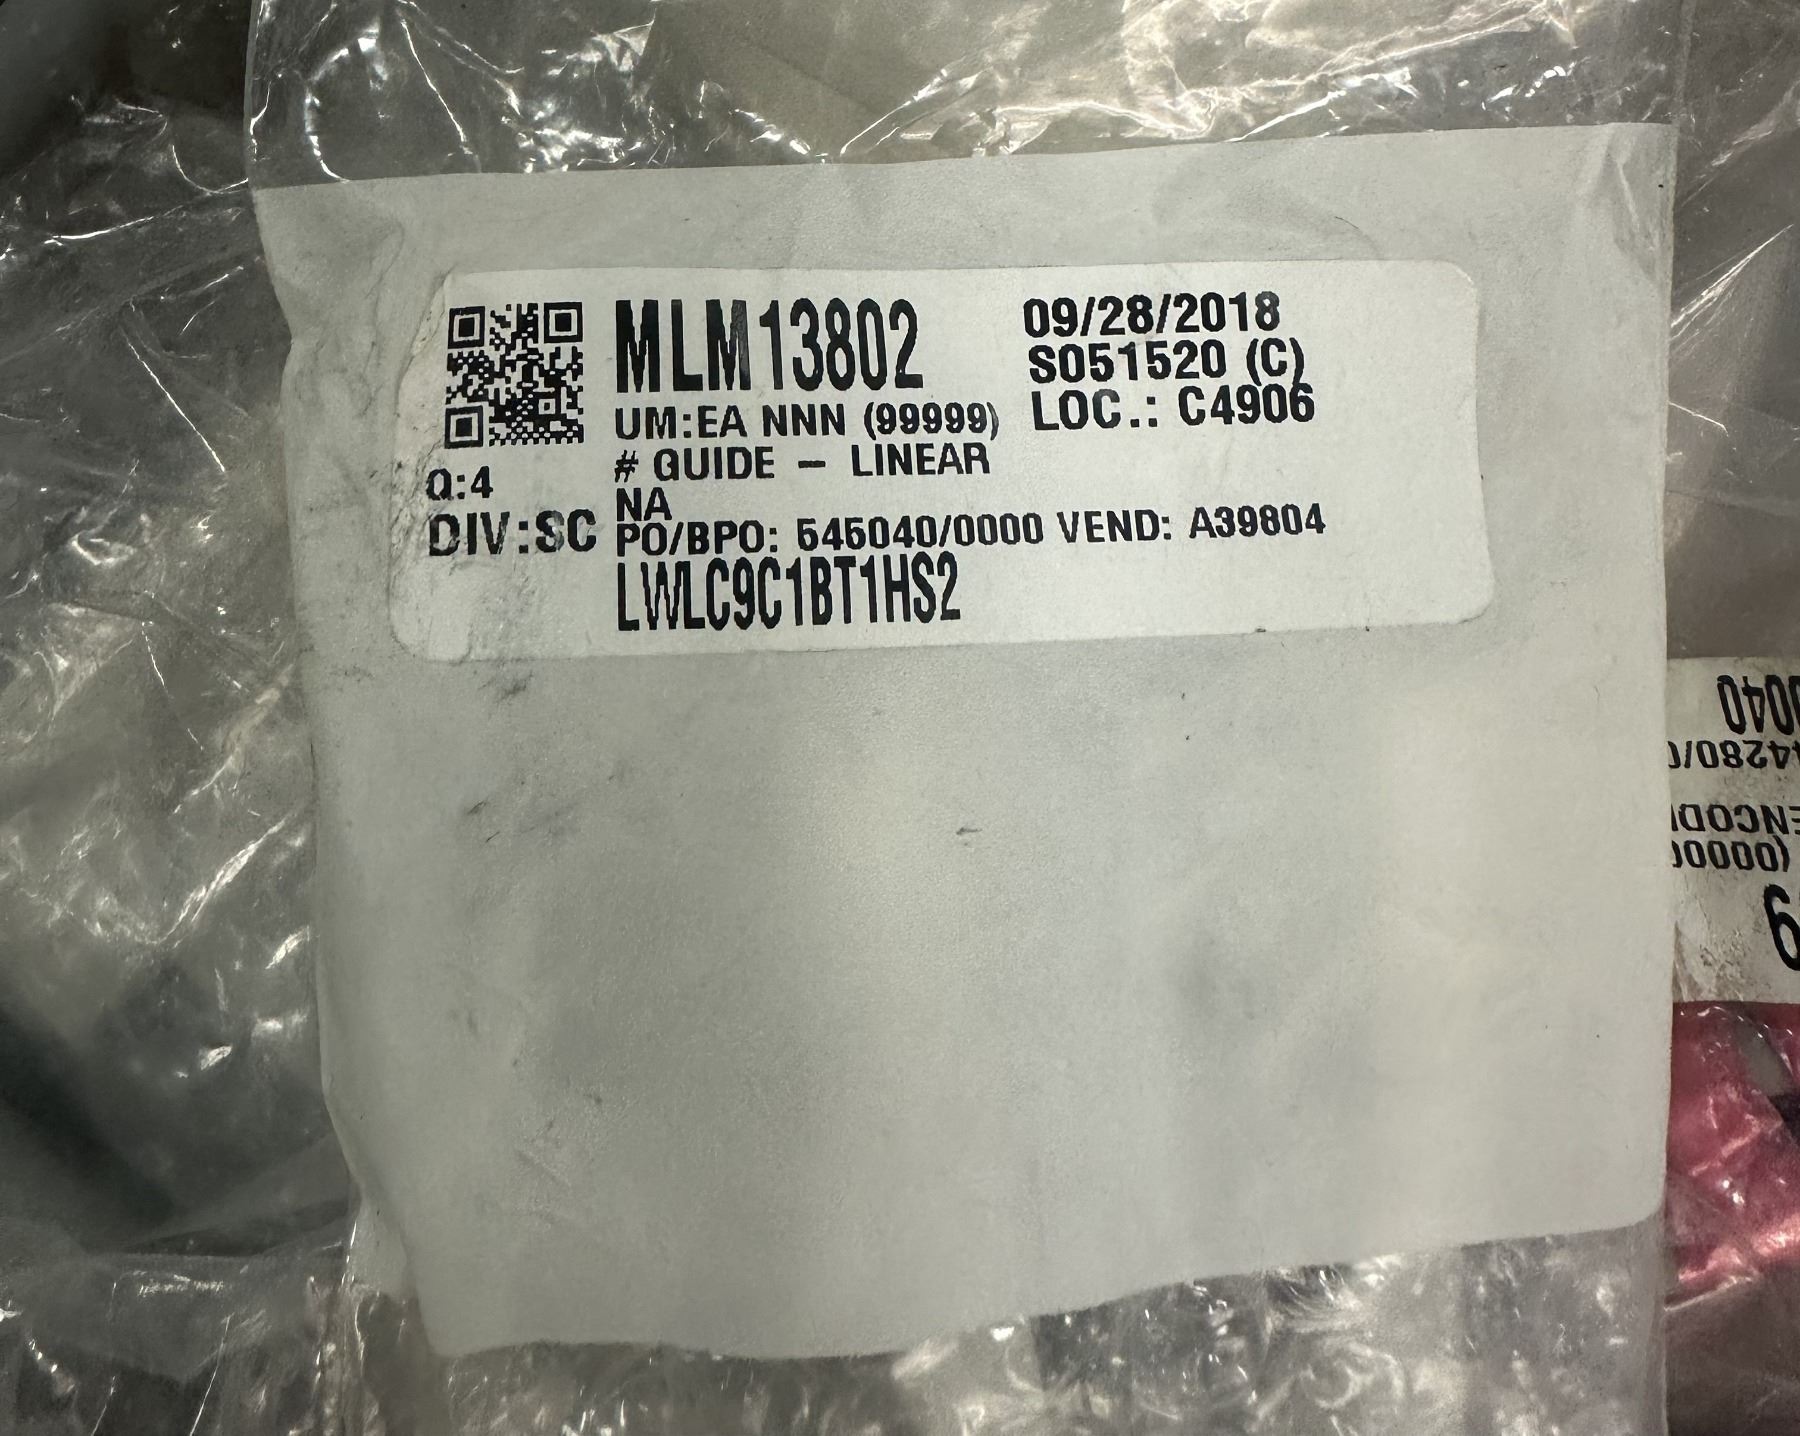 MLM13802
09/28/2018
S051520 (C)
UM:EA NNN (99999)
LOC.: C4906
# GUIDE - LINEAR
Q:4
NA
DIV:SC
PO/BPO: 545040/0000 VEND: A39804
LWLC9C1BT1HS2